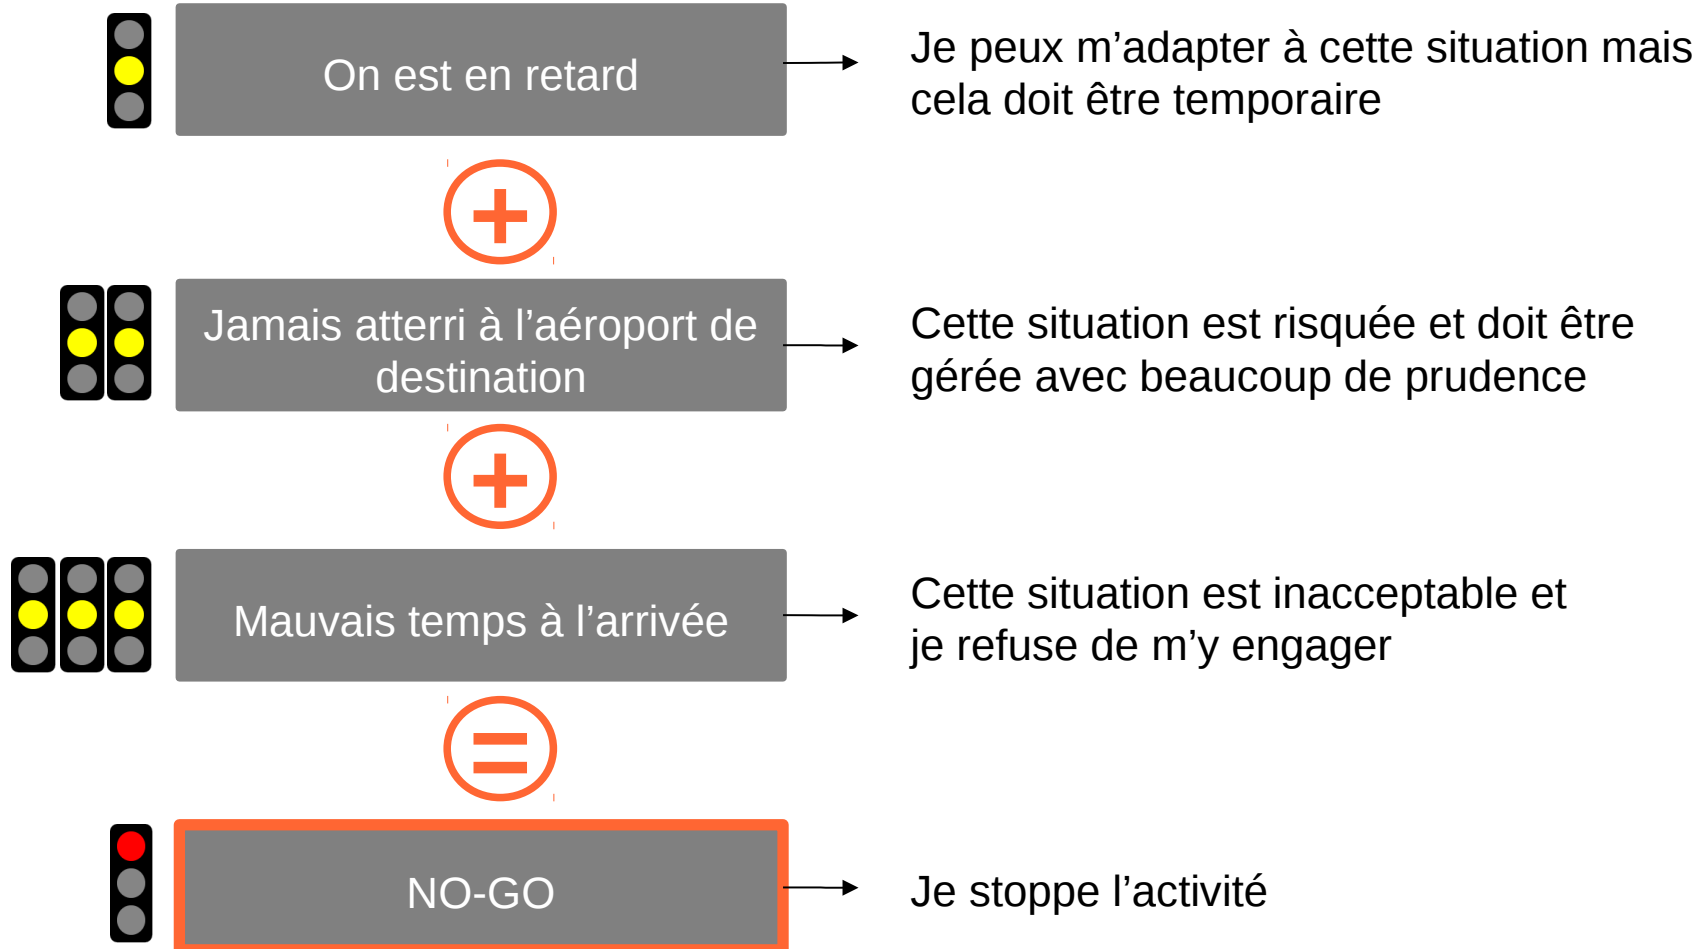 On est en retard
Je peux m’adapter à cette situation mais
cela doit être temporaire
+
Jamais atterri à l’aéroport de
destination
Cette situation est risquée et doit être
gérée avec beaucoup de prudence
+
Mauvais temps à l’arrivée
Cette situation est inacceptable et
je refuse de m’y engager
=
NO-GO
Je stoppe l’activité